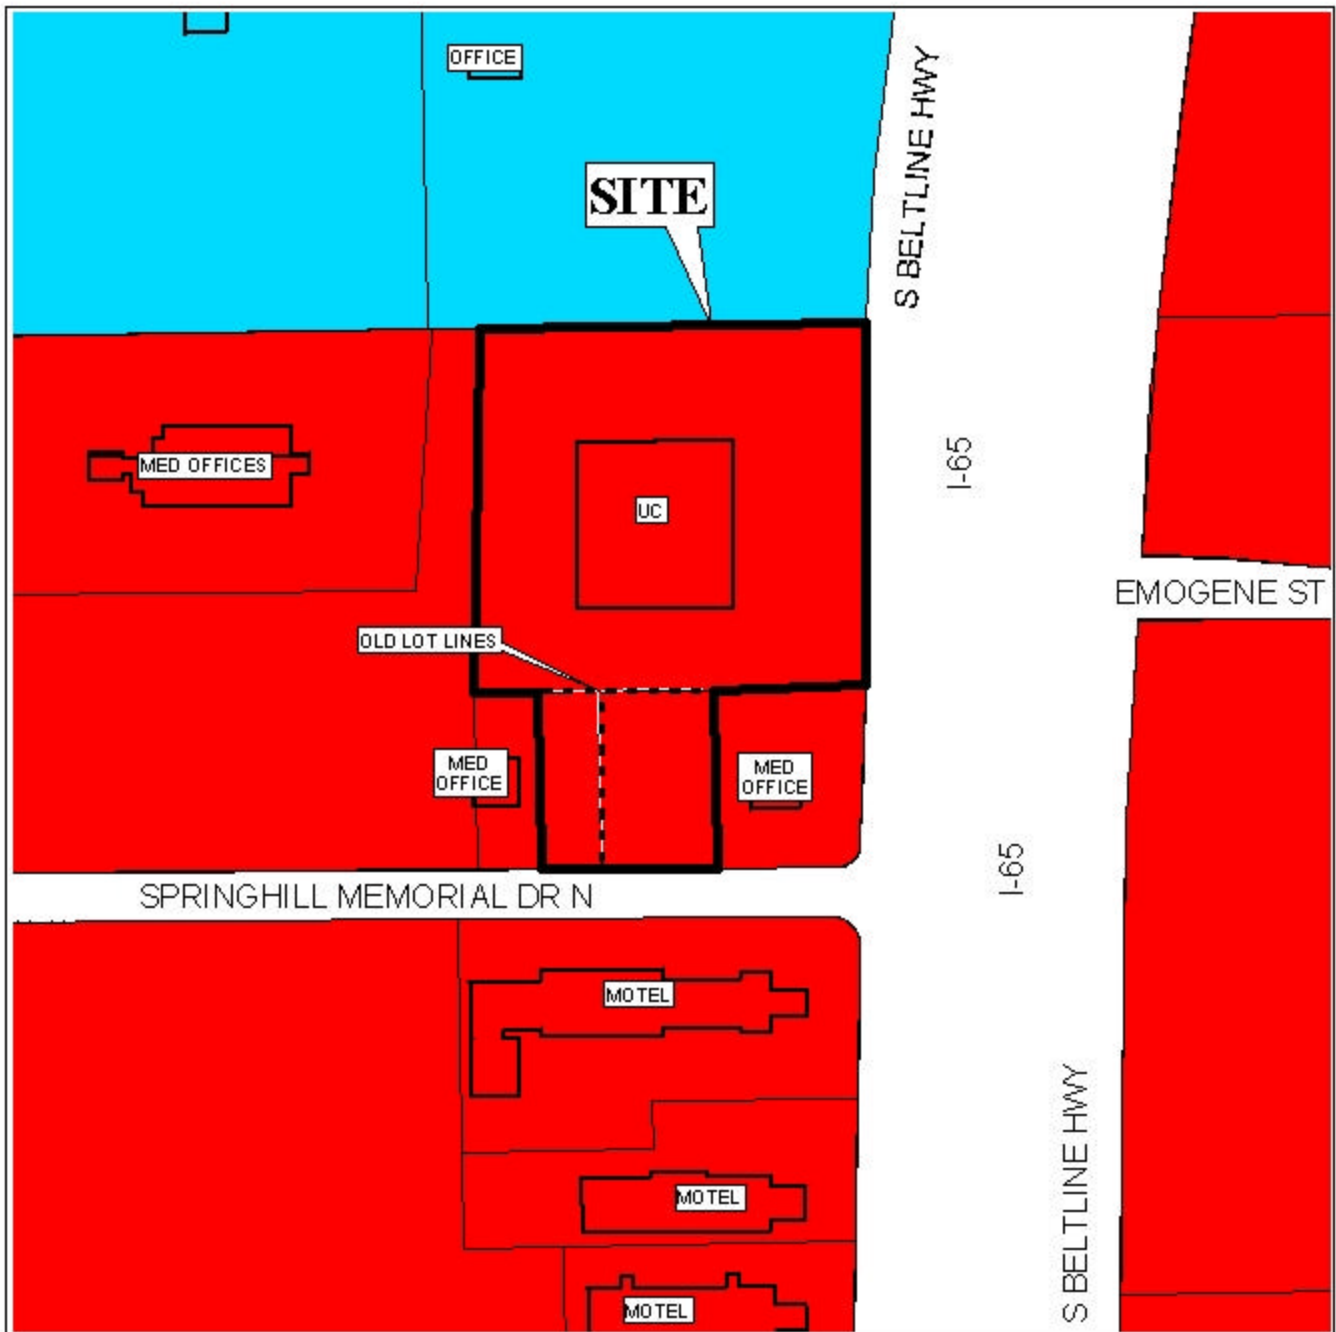 OFFICE
SITE
S BELTLINE HWY
MED OFFICES
I-65
UC
EMOGENE ST
OLD LOT LINES
MED
OFFICE
MED
OFFICE
I-65
SPRINGHILL MEMORIAL DR N
MOTEL
MOTEL
S BELTLINE HWY
MOTEL